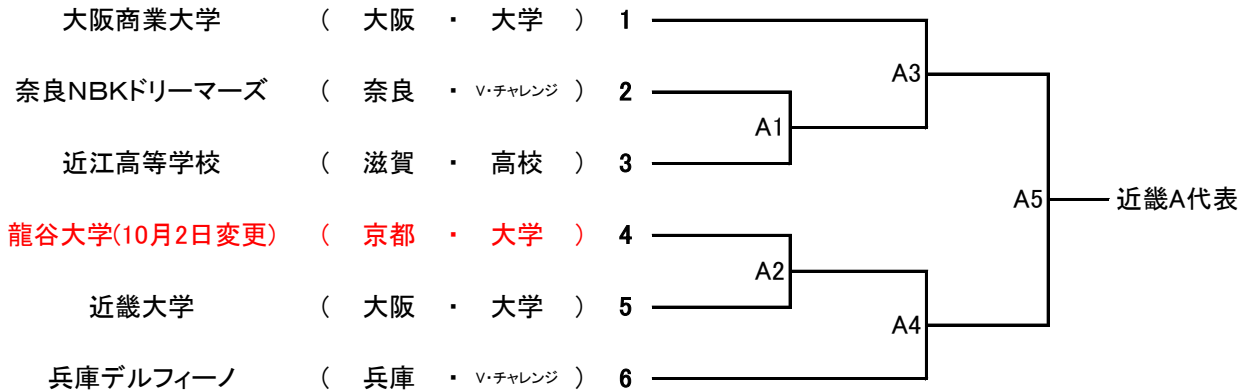 大阪商業大学 ( 大阪 ・ 大学 ) 1
A3
奈良NBKドリーマーズ ( 奈良 ・ V・チャレンジ ) 2
A1
近江高等学校 ( 滋賀 ・ 高校 ) 3
A5 近畿A代表
龍谷大学(10月2日変更) ( 京都 ・ 大学 ) 4
A2
近畿大学 ( 大阪 ・ 大学 ) 5
A4
兵庫デルフィーノ ( 兵庫 ・ V・チャレンジ ) 6